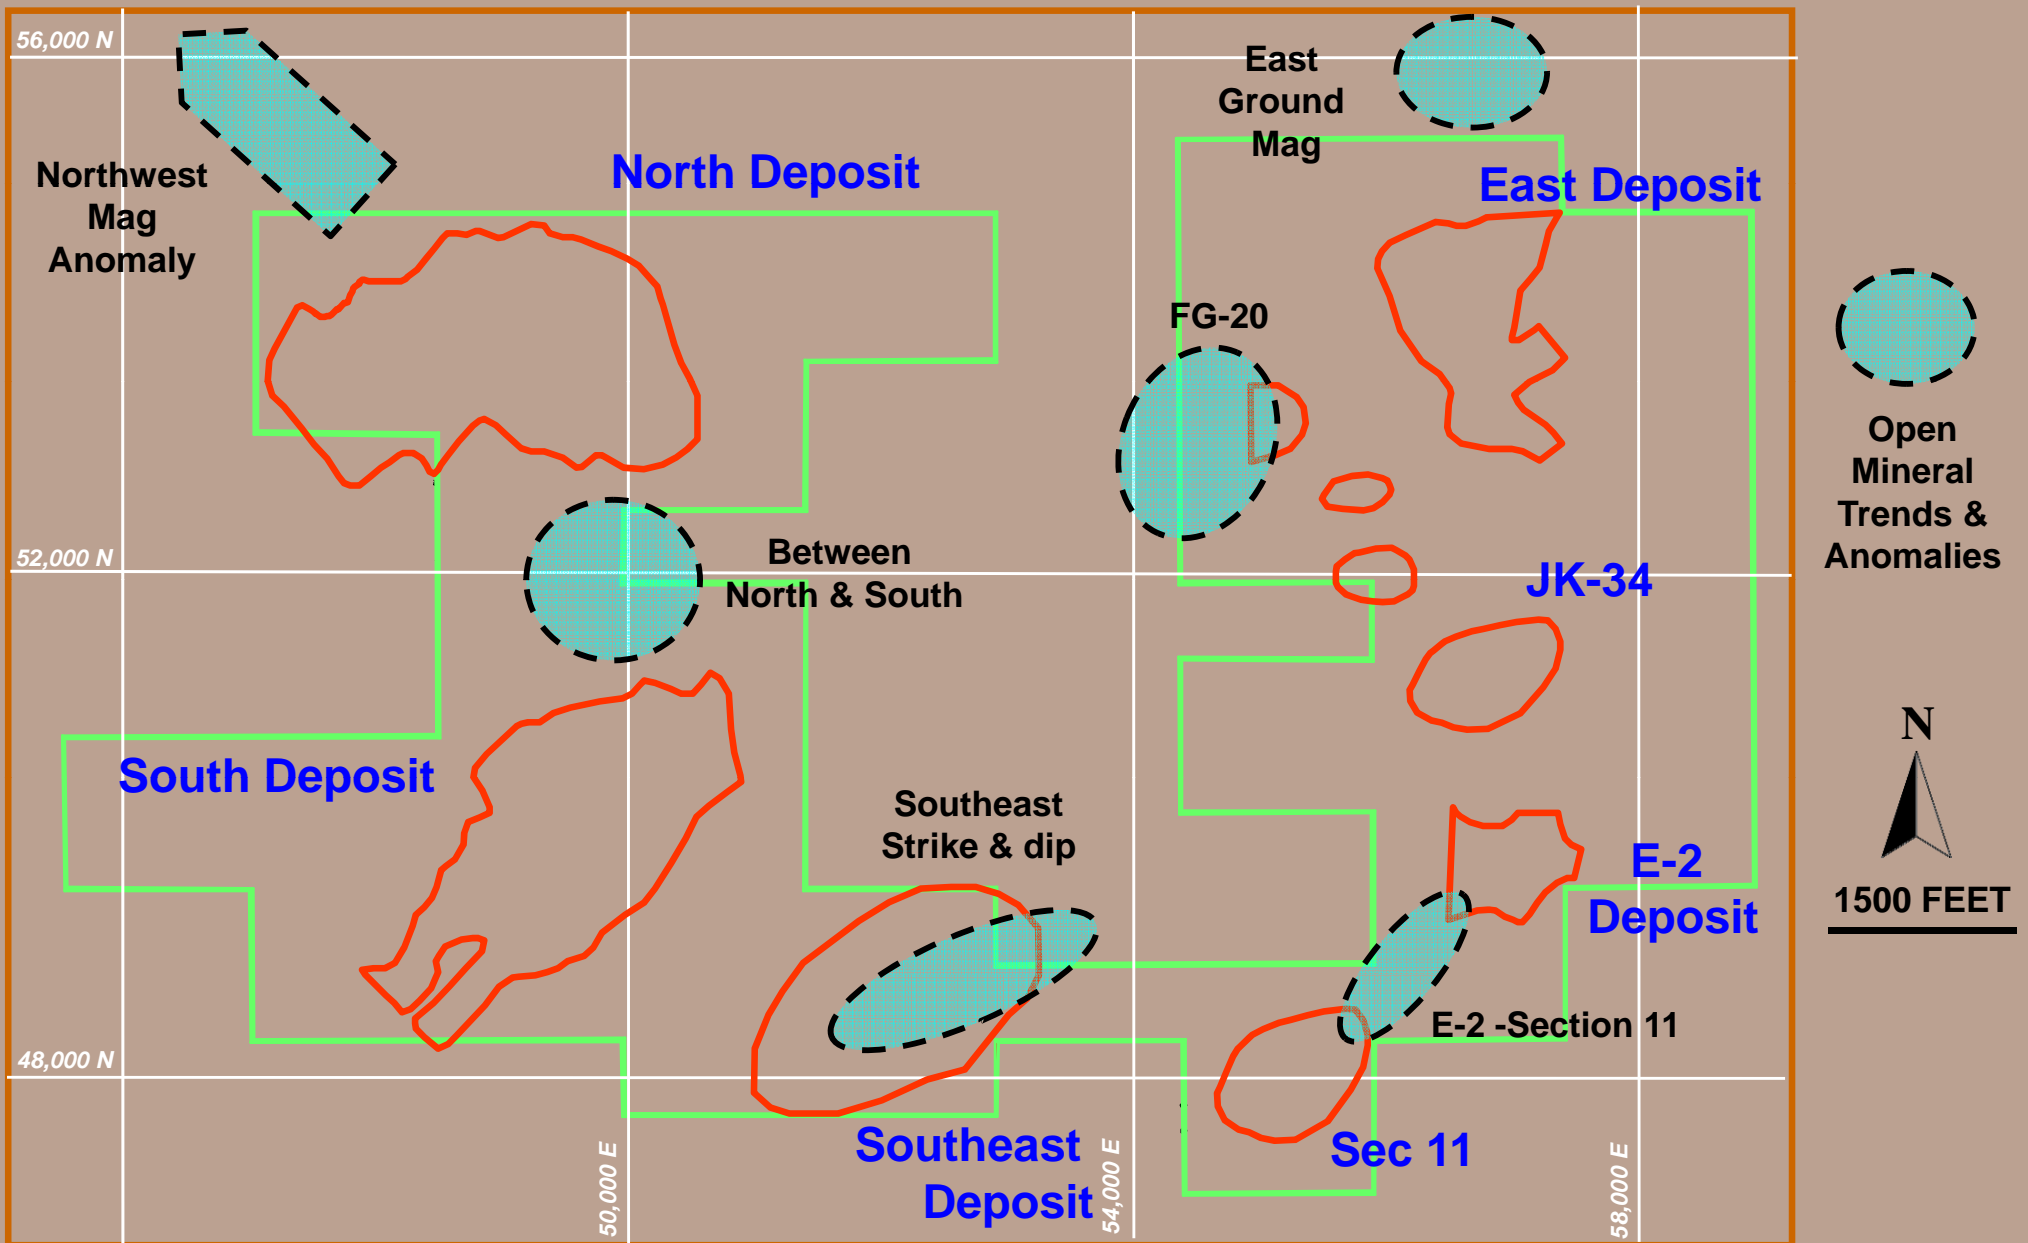 56,000 N
East
Ground
Mag
Northwest
Mag
Anomaly
North Deposit
East Deposit
FG-20
Open
Mineral
Trends &
Anomalies
52,000 N
Between
North & South
JK-34
N
1500 FEET
South Deposit
Southeast
Strike & dip
E-2
Deposit
E-2 -Section 11
48,000 N
Southeast
Deposit
Sec 11
50,000 E
54,000 E
58,000 E